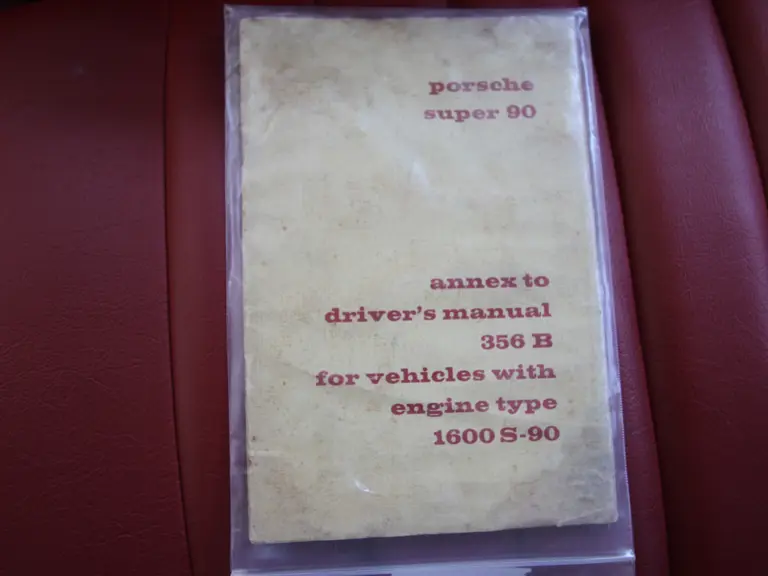 porsche
super 90
annex to
driver's manual
356 B
for vehicles with
engine type
1600 S-90